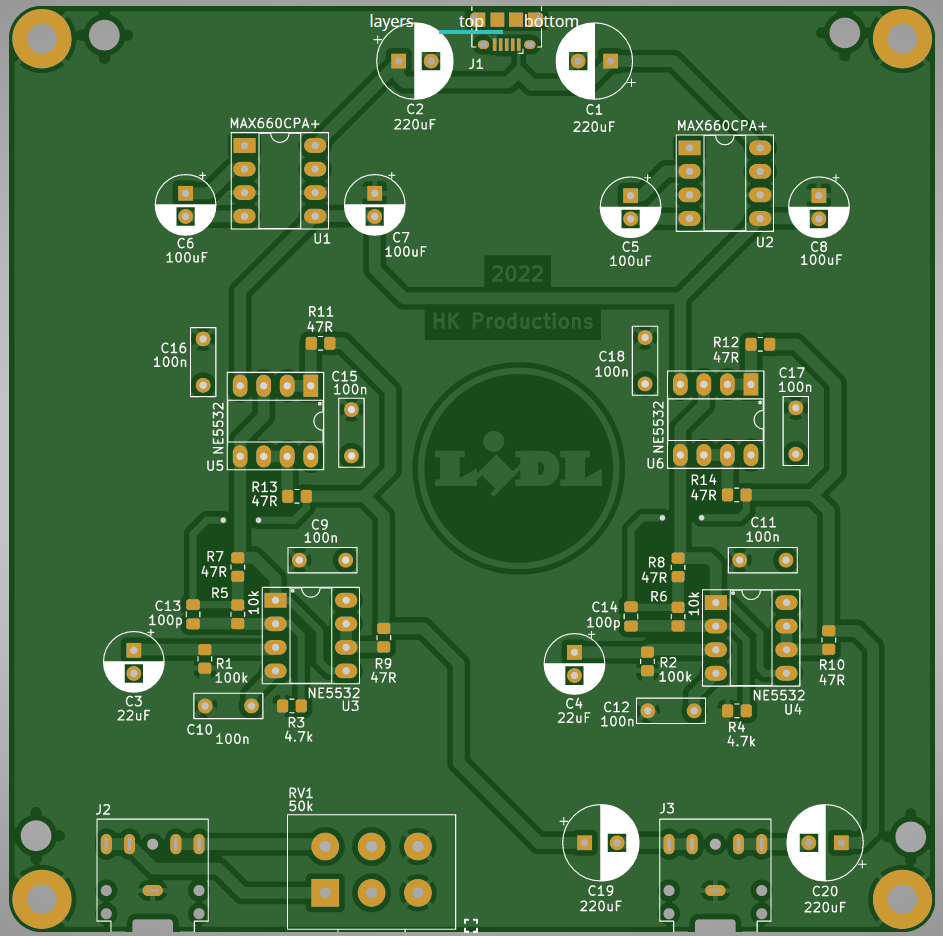 layers top bottom
J1
C2
220uF
C1
220uF
MAX660CPA+
MAX660CPA+
U1
U2
C6
100uF
C7
100uF
C5
100uF
C8
100uF
2022
HK Productions
R11
47R
R12
47R
C16
100n
C15
100n
C18
100n
C17
100n
NE5532
U5
NE5532
U6
LIDL
R13
47R
R14
47R
C9
100n
C11
100n
R7
47R
R8
47R
R5
10k
R6
10k
C13
100p
C14
100p
R1
100k
R2
100k
R9
47R
R10
47R
C3
22uF
C4
22uF
NE5532
U3
NE5532
U4
C10
100n
R3
4.7k
C12
100n
R4
4.7k
J2
RV1
50k
J3
C19
220uF
C20
220uF